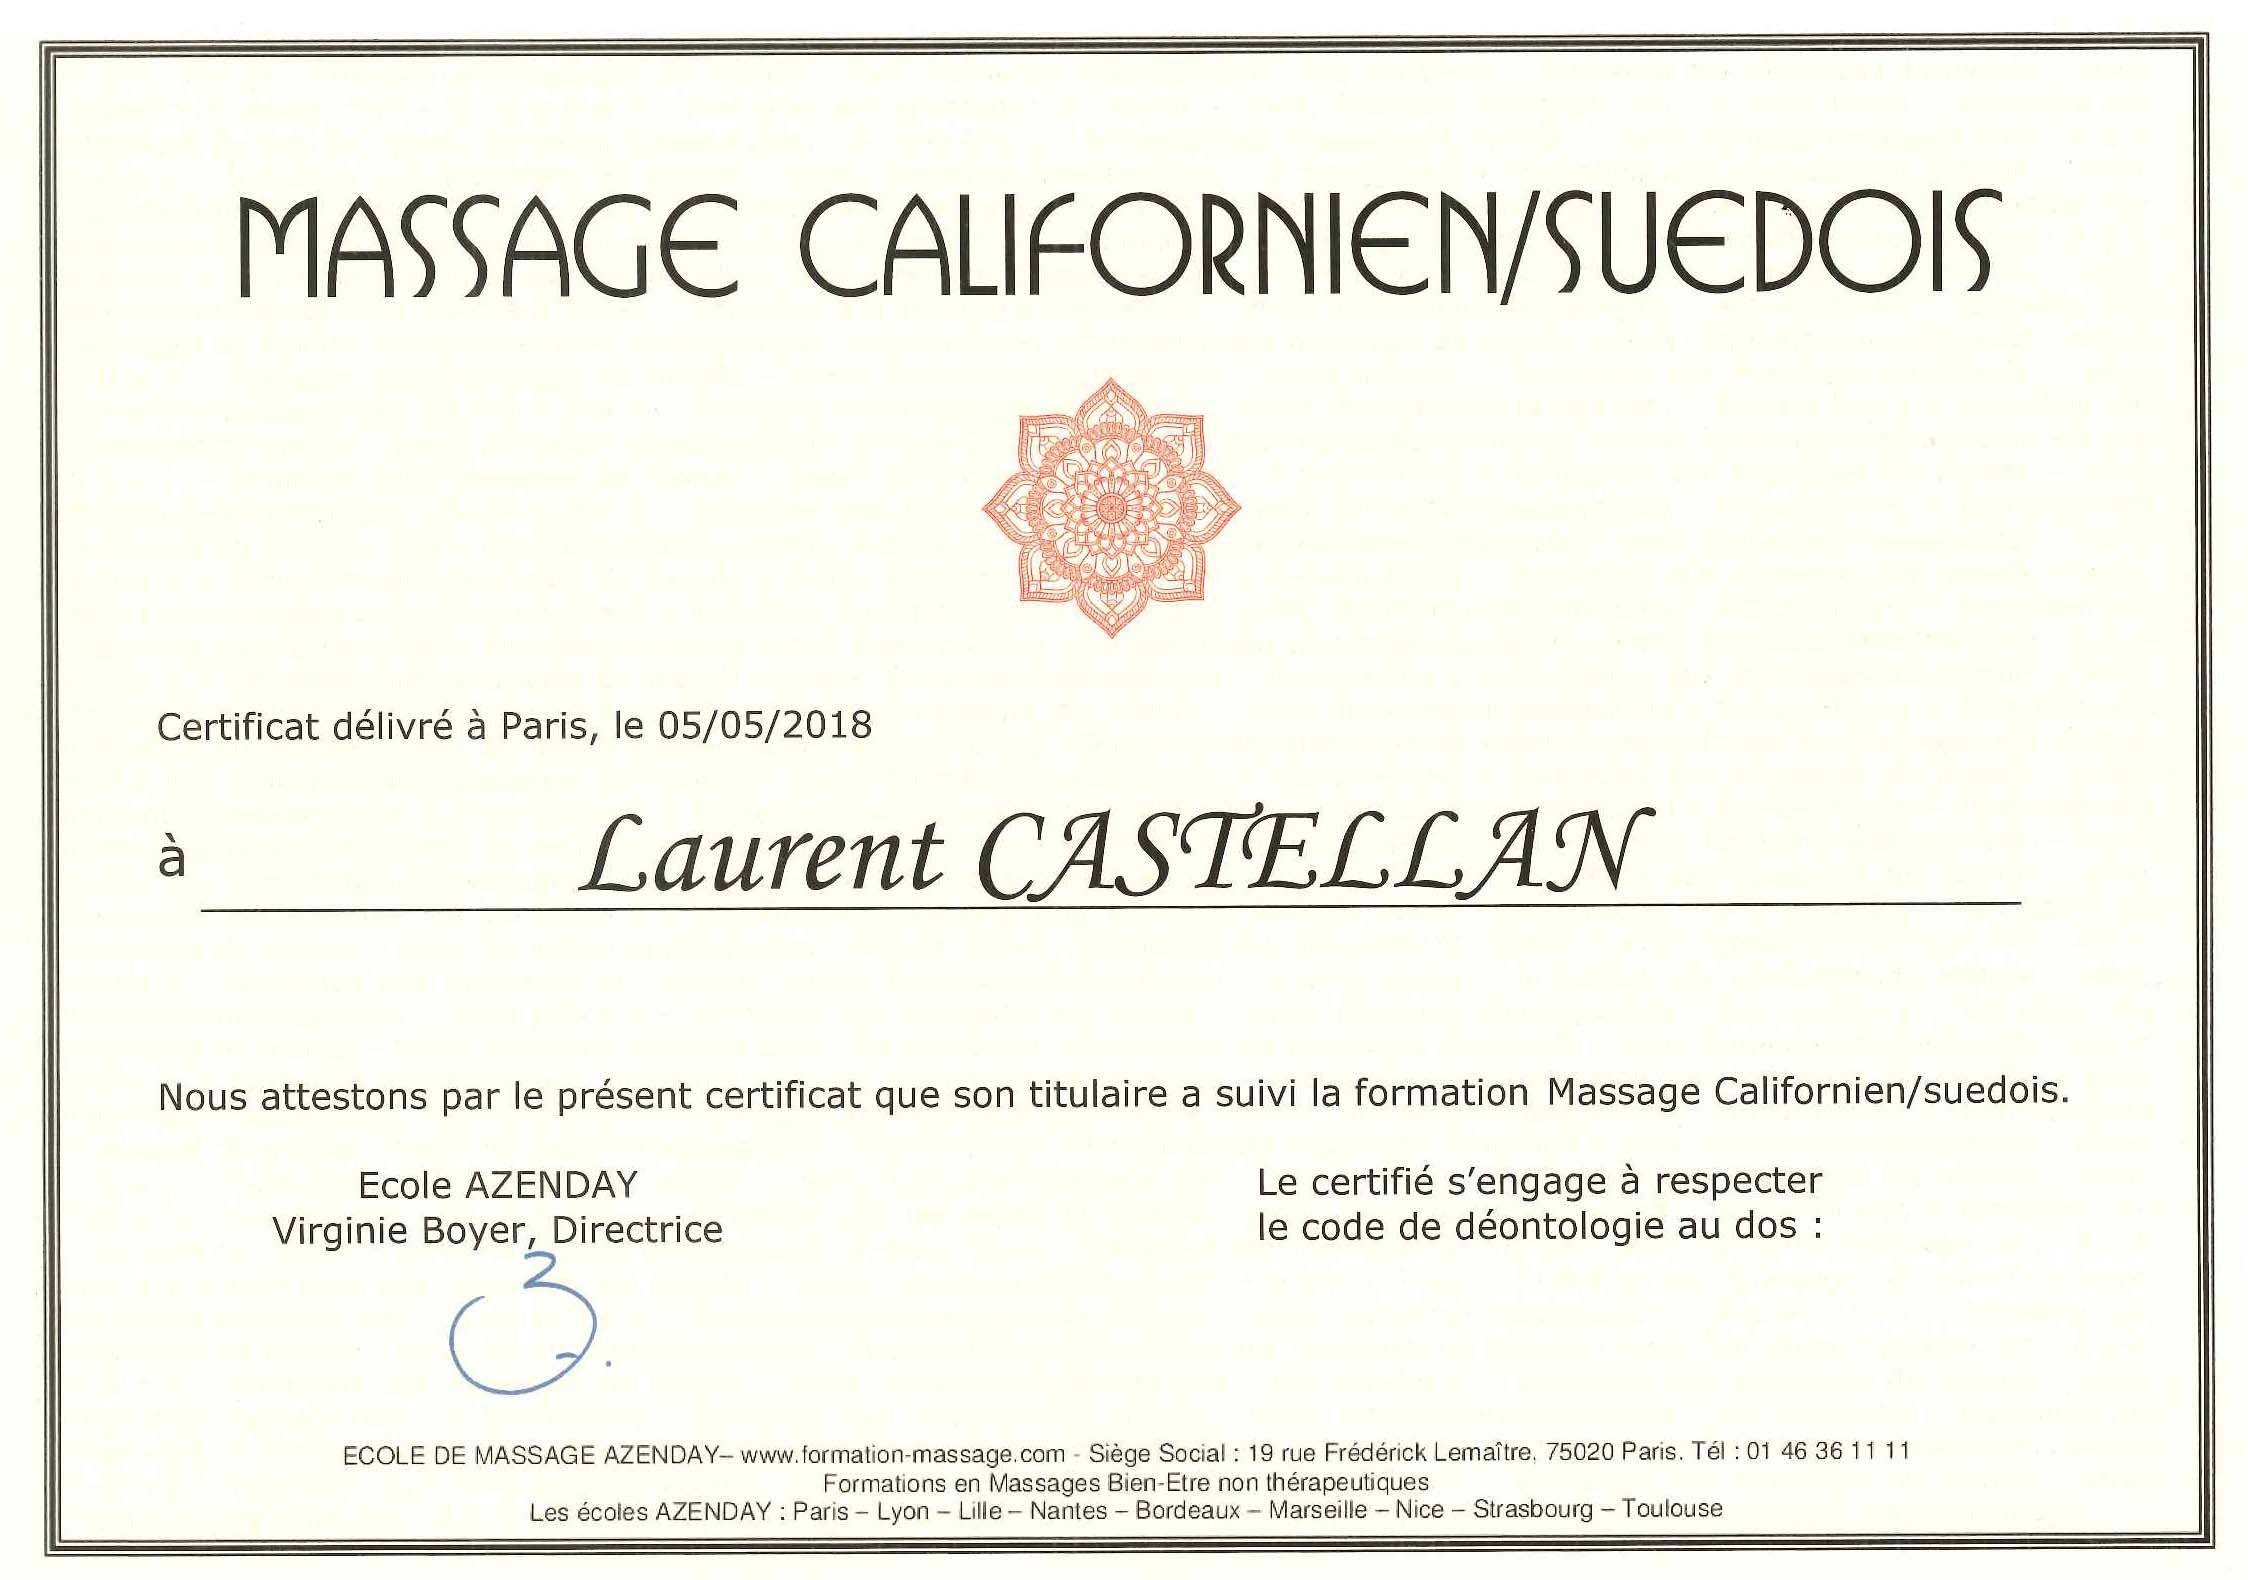 MASSAGE CALIFORNIEN/SUEDOIS
Certificat délivré à Paris, le 05/05/2018
à Laurent CASTELLAN
Nous attestons par le présent certificat que son titulaire a suivi la formation Massage Californien/suedois.
Ecole AZENDAY
Virginie Boyer, Directrice
Le certifié s'engage à respecter
le code de déontologie au dos :
ECOLE DE MASSAGE AZENDAY– www.formation-massage.com - Siège Social : 19 rue Frédérick Lemaître. 75020 Paris. Tél : 01 46 36 11 11
Formations en Massages Bien-Etre non thérapeutiques
Les écoles AZENDAY : Paris – Lyon – Lille – Nantes – Bordeaux – Marseille – Nice – Strasbourg – Toulouse